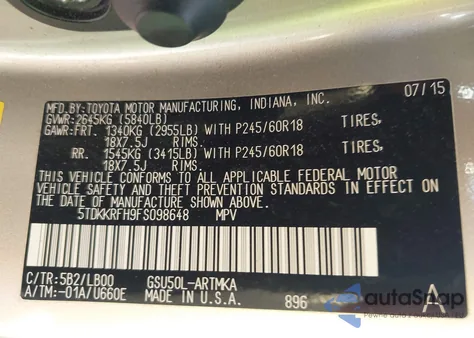 MFD.BY:TOYOTA MOTOR MANUFACTURING, INDIANA, INC. 07/15
GVWR:2645KG (5840LB)
GAWR:FRT. 1340KG (2955LB) WITH P245/60R18 TIRES,
18X7.5J RIMS.
RR. 1545KG (3415LB) WITH P245/60R18 TIRES,
18X7.5J RIMS.
THIS VEHICLE CONFORMS TO ALL APPLICABLE FEDERAL MOTOR
VEHICLE SAFETY AND THEFT PREVENTION STANDARDS IN EFFECT ON
THE DATE OF MANUFACTURE SHOWN ABOVE.
5TDKKRFH9FS098648 MPV
C/TR:5B2/LB00 GSU50L-ARTMKA
A/TM:-01A/U660E MADE IN U.S.A. 896 A
autoSnap